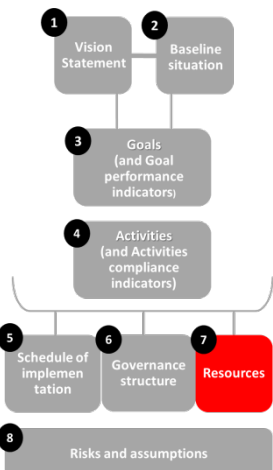 1
2
Vision
Statement
Baseline
situation
3
Goals
(and Goal
performance
indicators)
4
Activities
(and Activities
compliance
indicators)
5
Schedule of
implemen
tation
6
Governance
structure
7
Resources
8
Risks and assumptions